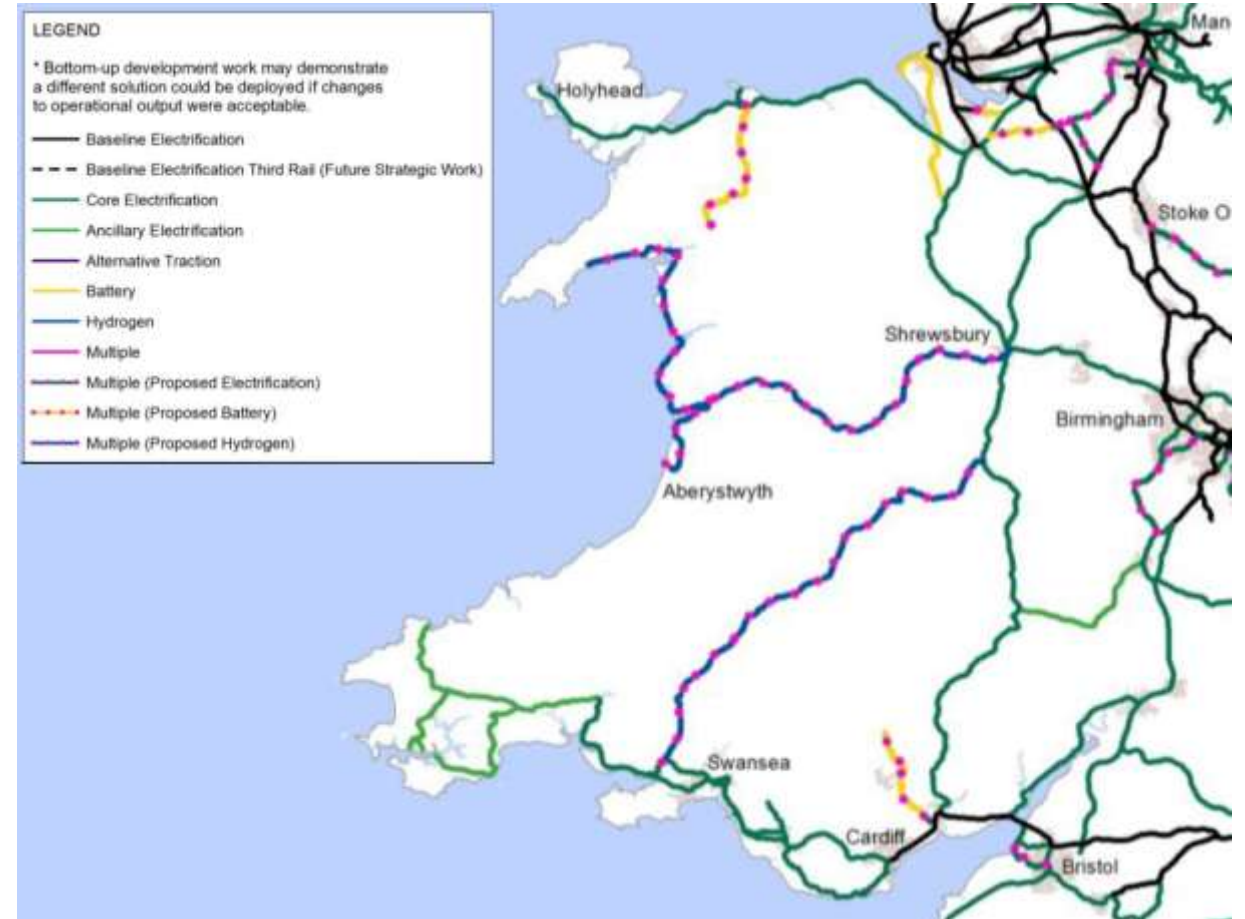 LEGEND
* Bottom-up development work may demonstrate
a different solution could be deployed if changes
to operational output were acceptable.
Baseline Electrification
Baseline Electrification Third Rail (Future Strategic Work)
Core Electrification
Ancillary Electrification
Alternative Traction
Battery
Hydrogen
Multiple
Multiple (Proposed Electrification)
Multiple (Proposed Battery)
Multiple (Proposed Hydrogen)
Man
Holyhead
Stoke O
Shrewsbury
Birmingham
Aberystwyth
Swansea
Cardiff
Bristol